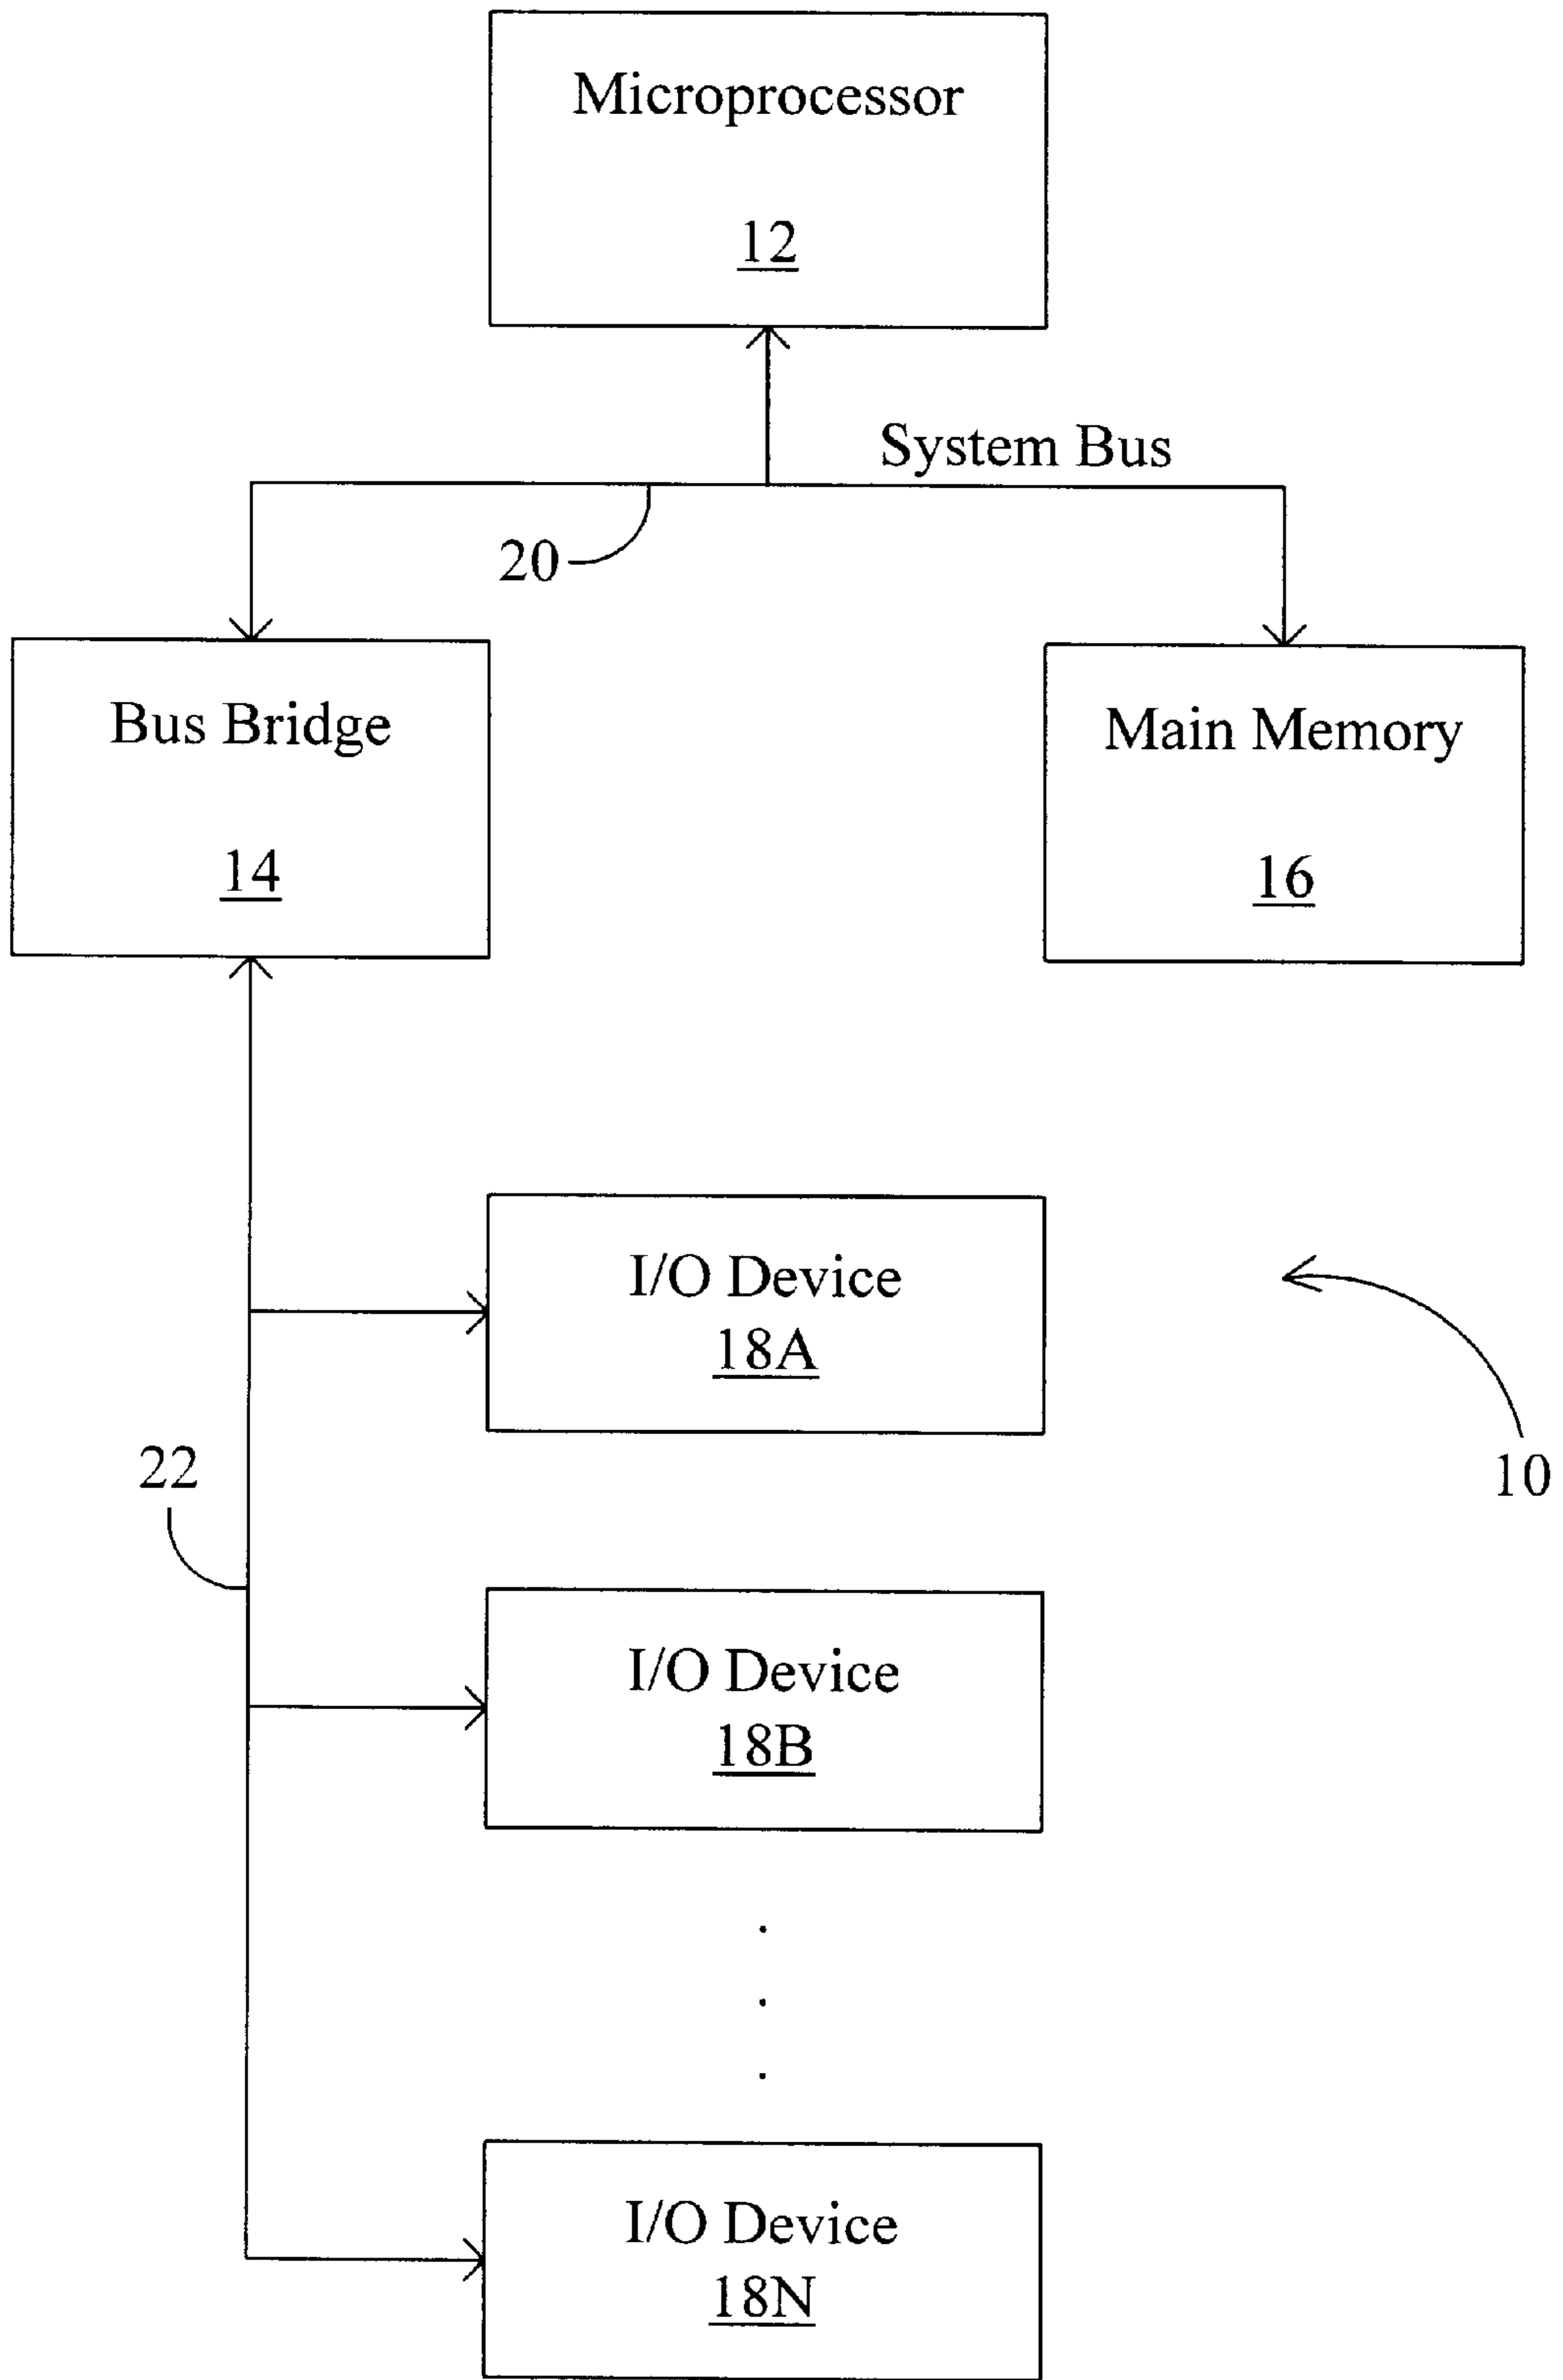 Microprocessor
12
System Bus
20
Bus Bridge
14
Main Memory
16
I/O Device
18A
10
22
I/O Device
18B
I/O Device
18N